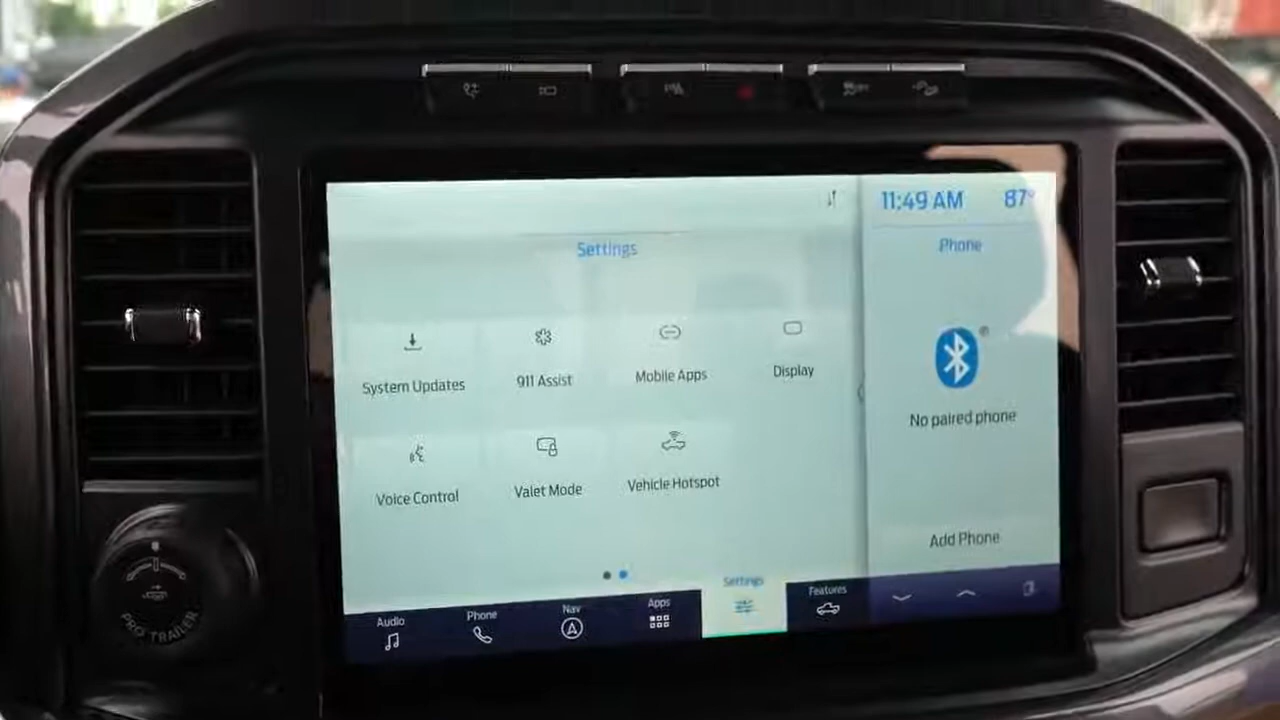 11:49 AM 87°
Settings
Phone
System Updates
911 Assist
Mobile Apps
Display
No paired phone
Voice Control
Valet Mode
Vehicle Hotspot
Add Phone
Audio
Phone
Nav
Apps
Settings
Features
PRO TRAILER